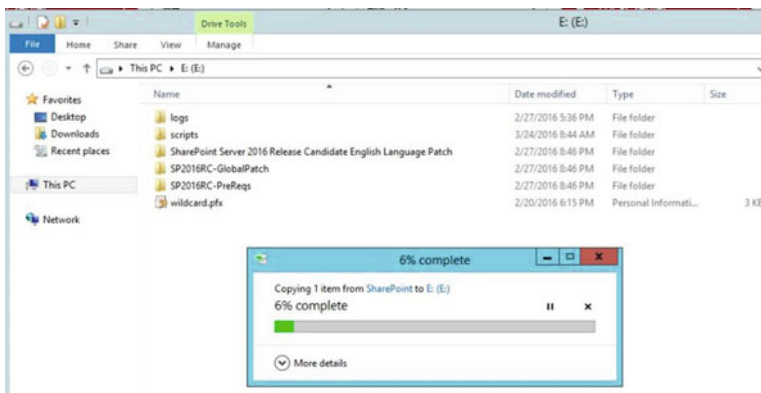 Drive Tools E: (E:)
File Home Share View Manage
This PC E: (E:)
Favorites
Desktop
Downloads
Recent places
This PC
Network
Name Date modified Type Size
logs 2/27/2016 5:36 PM File folder
scripts 3/24/2016 8:44 AM File folder
SharePoint Server 2016 Release Candidate English Language Patch 2/27/2016 8:46 PM File folder
SP2016RC-GlobalPatch 2/27/2016 8:46 PM File folder
SP2016RC-PreReqs 2/27/2016 8:46 PM File folder
wildcard.pfx 2/20/2016 6:15 PM Personal Informati... 3 KB
6% complete
Copying 1 item from SharePoint to E: (E:)
6% complete
More details